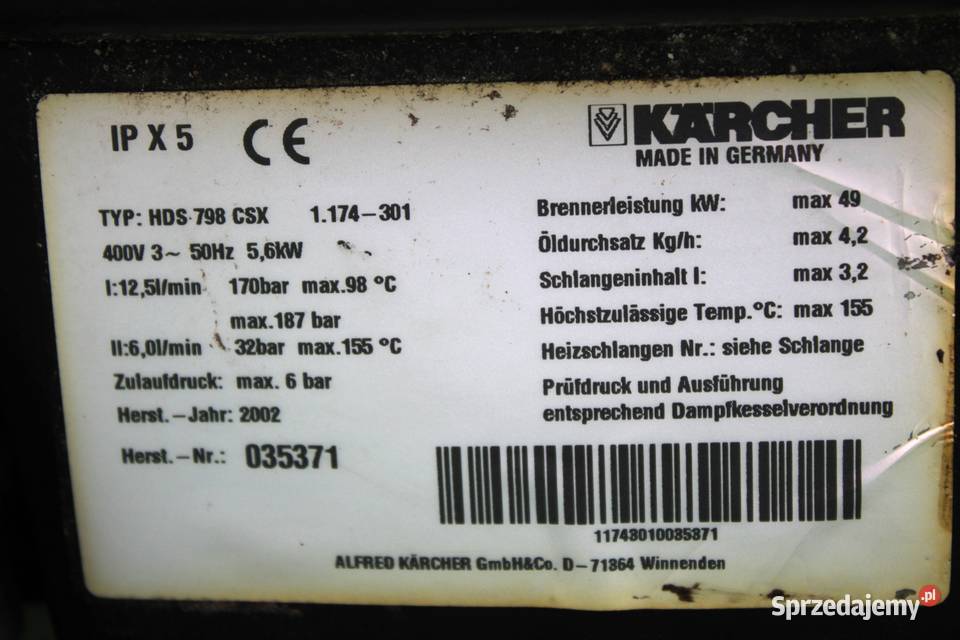 IP X 5 CE
KÄRCHER
MADE IN GERMANY
TYP: HDS 798 CSX 1.174-301
400V 3~ 50Hz 5,6kW
I:12,5l/min 170bar max.98 °C
max.187 bar
II:6,0l/min 32bar max.155 °C
Zulaufdruck: max. 6 bar
Herst.-Jahr: 2002
Herst.-Nr.: 035371
Brennerleistung kW: max 49
Öldurchsatz Kg/h: max 4,2
Schlangeninhalt l: max 3,2
Höchstzulässige Temp.°C: max 155
Heizschlangen Nr.: siehe Schlange
Prüfdruck und Ausführung
entsprechend Dampfkesselverordnung
11743010035371
ALFRED KÄRCHER GmbH&Co. D-71364 Winnenden
Sprzedajemy.pl